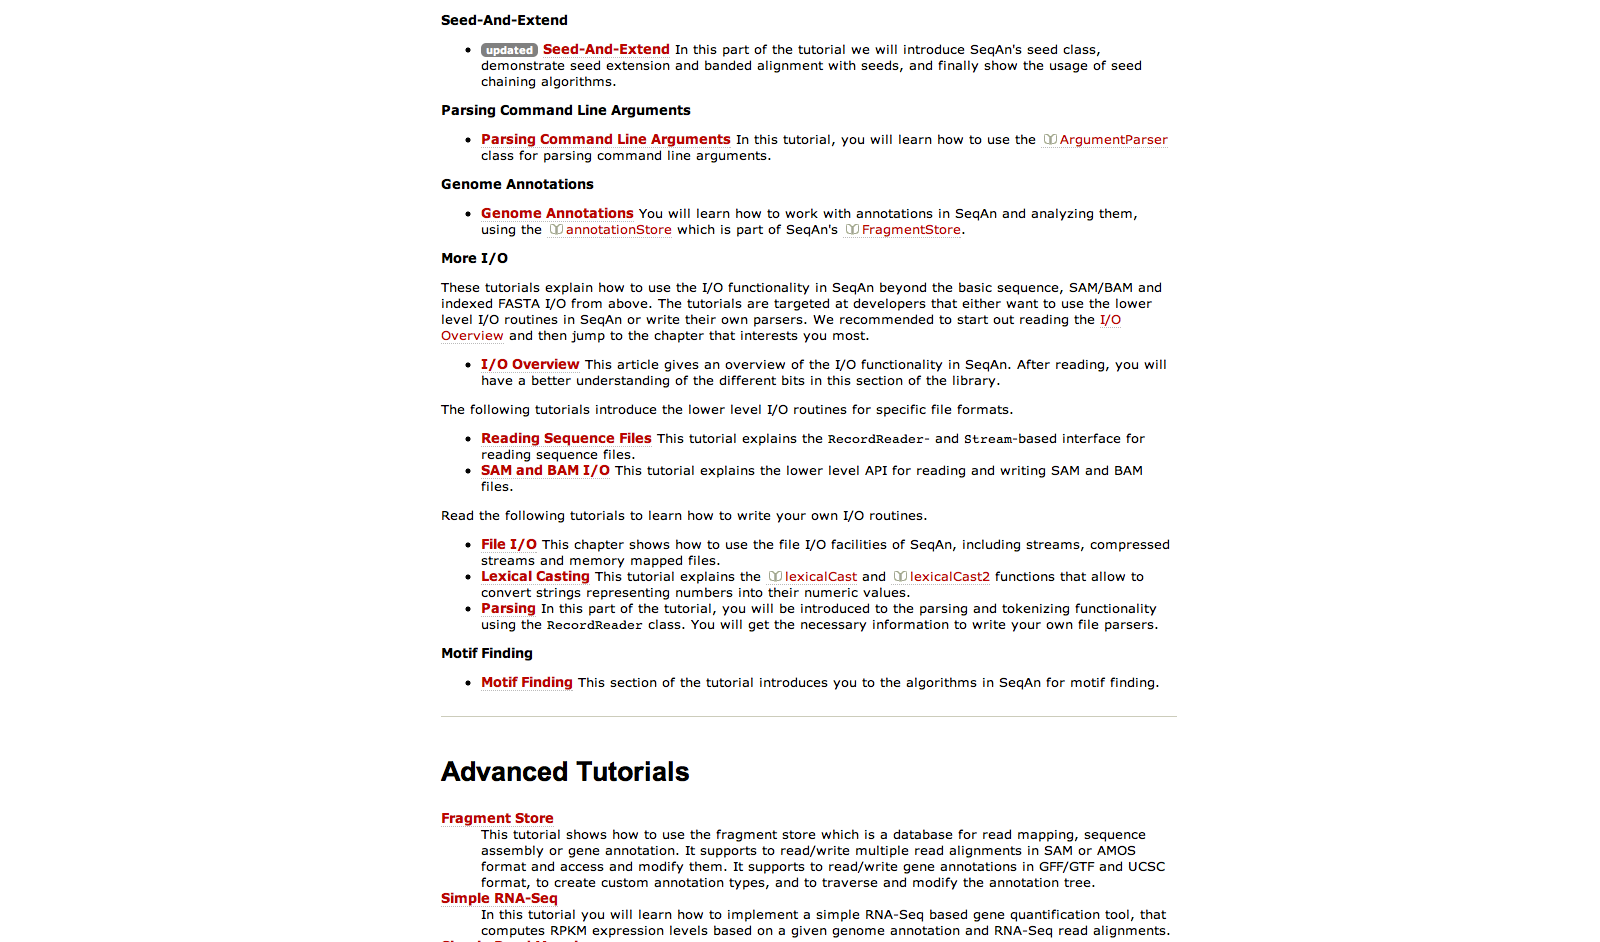 Seed-And-Extend
updated Seed-And-Extend In this part of the tutorial we will introduce SeqAn's seed class,
demonstrate seed extension and banded alignment with seeds, and finally show the usage of seed
chaining algorithms.
Parsing Command Line Arguments
Parsing Command Line Arguments In this tutorial, you will learn how to use the ArgumentParser
class for parsing command line arguments.
Genome Annotations
Genome Annotations You will learn how to work with annotations in SeqAn and analyzing them,
using the annotationStore which is part of SeqAn's FragmentStore.
More I/O
These tutorials explain how to use the I/O functionality in SeqAn beyond the basic sequence, SAM/BAM and
indexed FASTA I/O from above. The tutorials are targeted at developers that either want to use the lower
level I/O routines in SeqAn or write their own parsers. We recommended to start out reading the I/O
Overview and then jump to the chapter that interests you most.
I/O Overview This article gives an overview of the I/O functionality in SeqAn. After reading, you will
have a better understanding of the different bits in this section of the library.
The following tutorials introduce the lower level I/O routines for specific file formats.
Reading Sequence Files This tutorial explains the RecordReader- and Stream-based interface for
reading sequence files.
SAM and BAM I/O This tutorial explains the lower level API for reading and writing SAM and BAM
files.
Read the following tutorials to learn how to write your own I/O routines.
File I/O This chapter shows how to use the file I/O facilities of SeqAn, including streams, compressed
streams and memory mapped files.
Lexical Casting This tutorial explains the lexicalCast and lexicalCast2 functions that allow to
convert strings representing numbers into their numeric values.
Parsing In this part of the tutorial, you will be introduced to the parsing and tokenizing functionality
using the RecordReader class. You will get the necessary information to write your own file parsers.
Motif Finding
Motif Finding This section of the tutorial introduces you to the algorithms in SeqAn for motif finding.
Advanced Tutorials
Fragment Store
This tutorial shows how to use the fragment store which is a database for read mapping, sequence
assembly or gene annotation. It supports to read/write multiple read alignments in SAM or AMOS
format and access and modify them. It supports to read/write gene annotations in GFF/GTF and UCSC
format, to create custom annotation types, and to traverse and modify the annotation tree.
Simple RNA-Seq
In this tutorial you will learn how to implement a simple RNA-Seq based gene quantification tool, that
computes RPKM expression levels based on a given genome annotation and RNA-Seq read alignments.